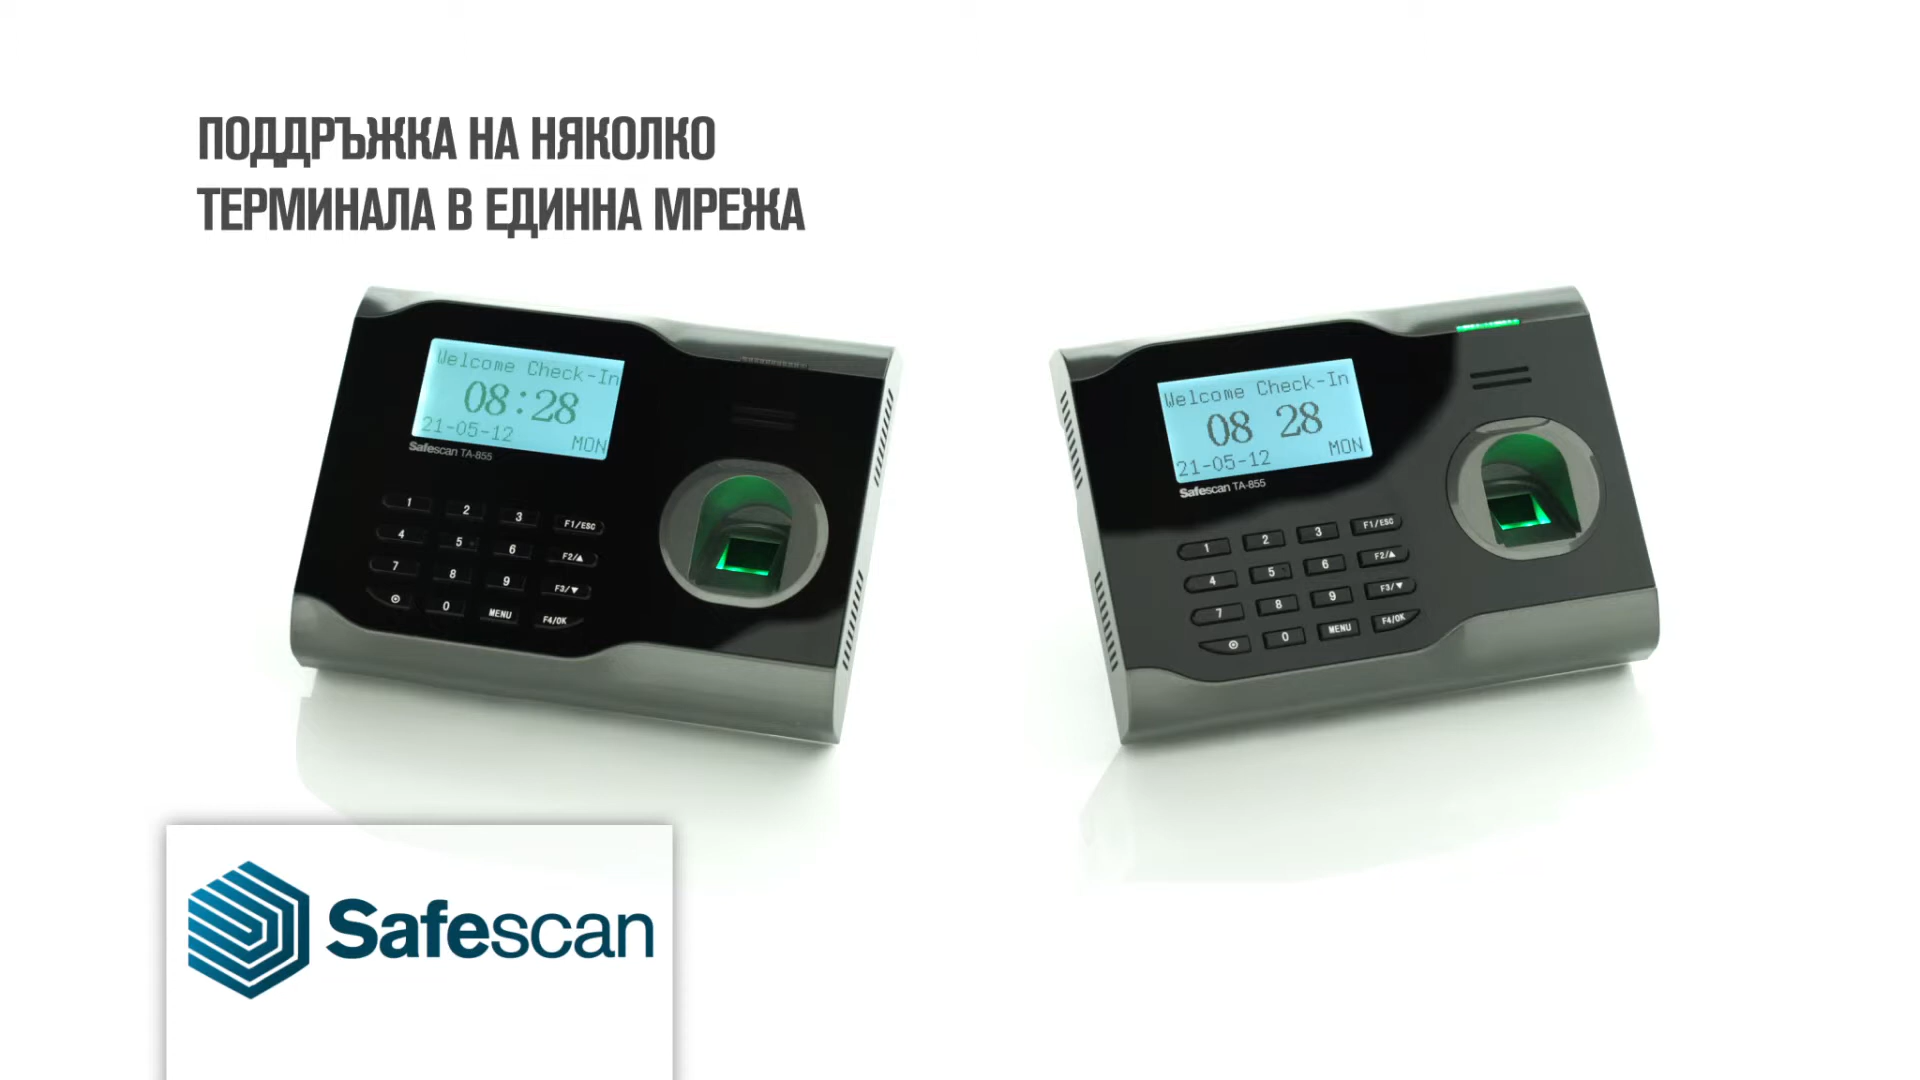 ПОДДРЪЖКА НА НЯКОЛКО
ТЕРМИНАЛА В ЕДИННА МРЕЖА
Welcome Check-In
08:28
21-05-12 MON
Safescan TA-855
1 2 3 F1/ESC
4 5 6 F2/▲
7 8 9 F3/▼
0 MENU F4/OK
Welcome Check-In
08 28
21-05-12 MON
Safescan TA-855
1 2 3 F1/ESC
4 5 6 F2/▲
7 8 9 F3/▼
0 MENU F4/OK
Safescan